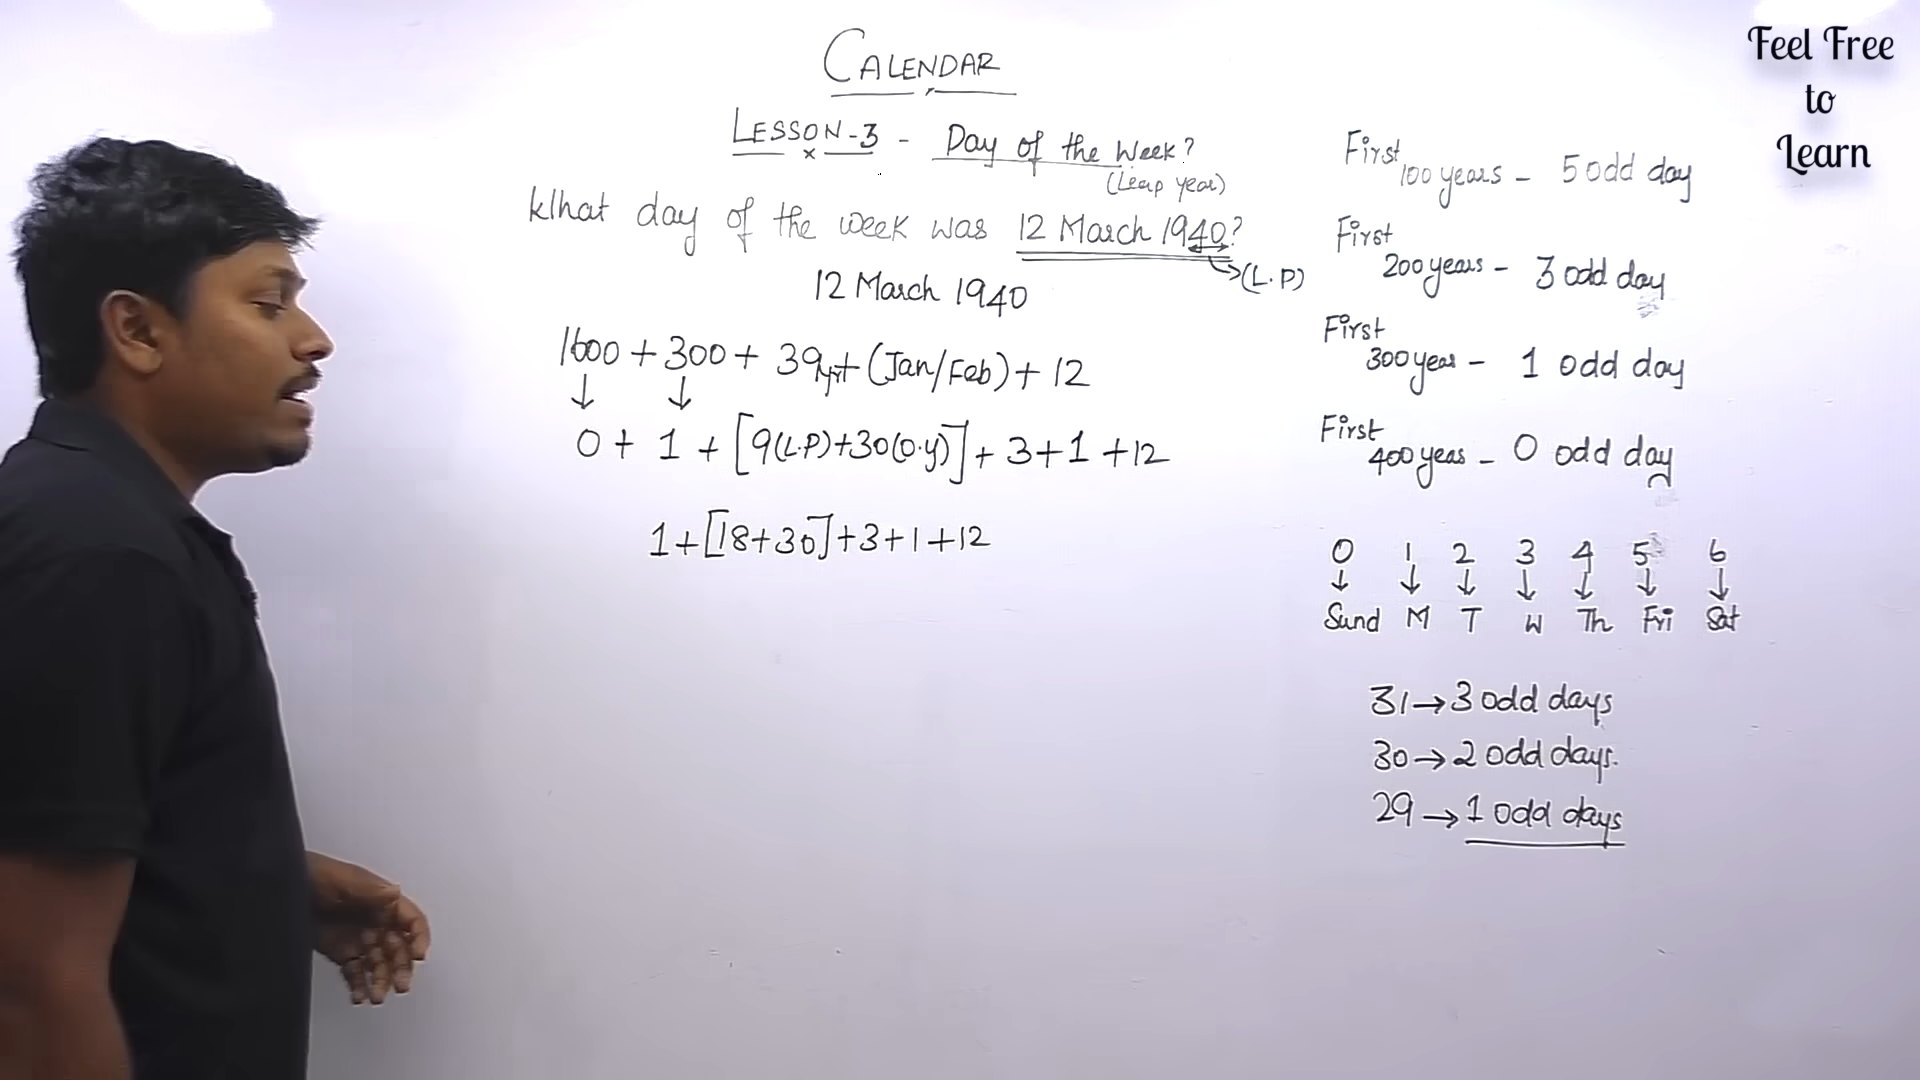 CALENDAR
LESSON-3 - Day of the Week?
(Leap year)
What day of the week was 12 March 1940?
→(L.P)
12 March 1940
1600 + 300 + 39yr + (Jan/Feb) + 12
↓ ↓
0 + 1 + [9(L.P)+30(O.y)] + 3+1 +12
1+[18+30]+3+1+12
Feel Free
to
Learn
First
100 years - 5 odd day
First
200 years - 3 odd day
First
300 year - 1 odd day
First
400 yeas - 0 odd day
0 1 2 3 4 5 6
↓ ↓ ↓ ↓ ↓ ↓ ↓
Sund M T W Th Fri Sat
31→3 odd days
30→2 odd days.
29→1 odd days